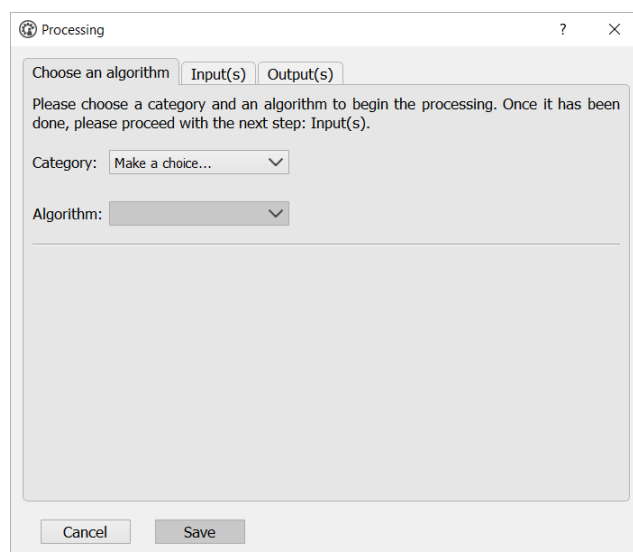 Processing
?
Choose an algorithm
Input(s)
Output(s)
Please choose a category and an algorithm to begin the processing. Once it has been
done, please proceed with the next step: Input(s).
Category: Make a choice...
Algorithm:
Cancel
Save